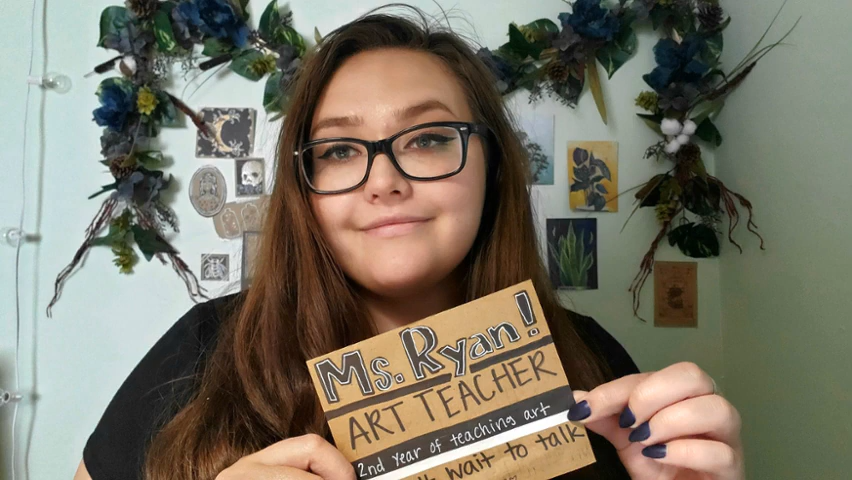 Ms. Ryan!
ART TEACHER
2nd Year of teaching art
wait to talk